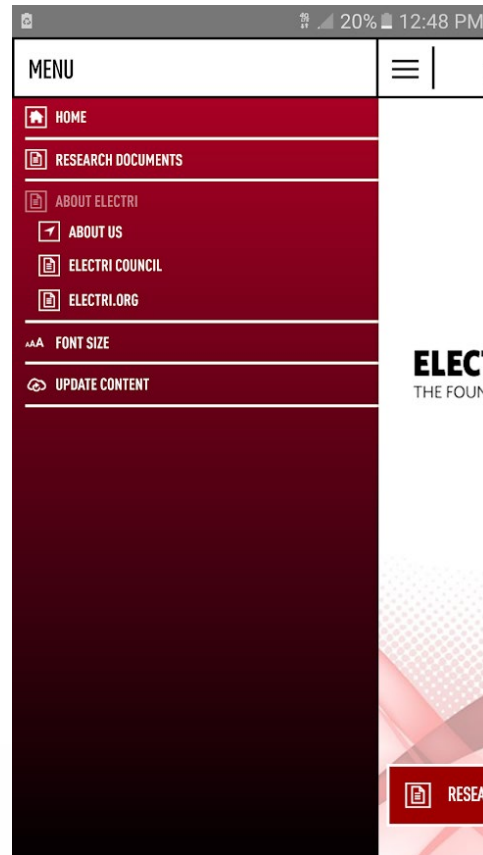 20% 12:48 PM
MENU
HOME
RESEARCH DOCUMENTS
ABOUT ELECTRI
ABOUT US
ELECTRI COUNCIL
ELECTRI.ORG
AAA FONT SIZE
UPDATE CONTENT
ELECT
THE FOUN
RESEA